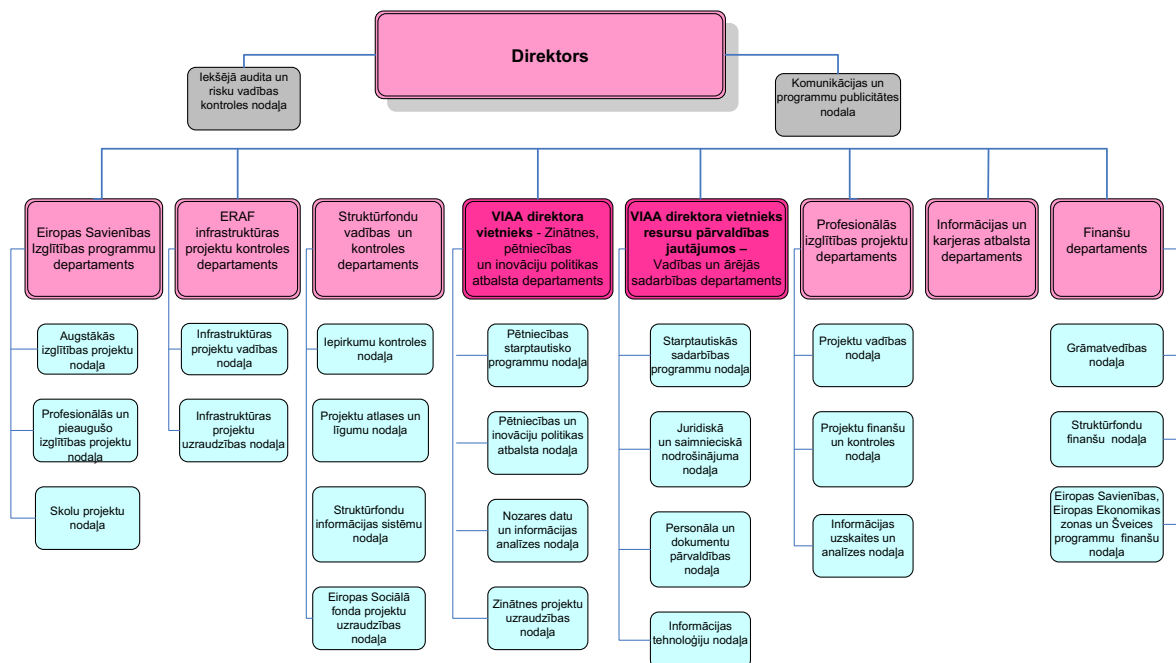 Direktors
Iekšējā audita un
risku vadības
kontroles nodaļa
Komunikācijas un
programmu publicitātes
nodala
Eiropas Savienības
Izglītības programmu
departaments
ERAF
infrastruktūras
projektu kontroles
departaments
Struktūrfondu
vadības un
kontroles
departaments
VIAA direktora
vietnieks - Zinātnes,
pētniecības
un inovāciju politikas
atbalsta departaments
VIAA direktora vietnieks
resursu pārvaldības
jautājumos –
Vadības un ārējās
sadarbības departaments
Profesionālās
izglītības projektu
departaments
Informācijas un
karjeras atbalsta
departaments
Finanšu
departaments
Augstākās
izglītības projektu
nodaļa
Profesionālās un
pieaugušo
izglītības projektu
nodaļa
Skolu projektu
nodaļa
Infrastruktūras
projektu vadības
nodaļa
Infrastruktūras
projektu
uzraudzības nodaļa
Iepirkumu kontroles
nodaļa
Projektu atlases un
līgumu nodaļa
Struktūrfondu
informācijas sistēmu
nodaļa
Eiropas Sociālā
fonda projektu
uzraudzības
nodaļa
Pētniecības
starptautisko
programmu nodaļa
Pētniecības un
inovāciju politikas
atbalsta nodaļa
Nozares datu
un informācijas
analīzes nodaļa
Zinātnes projektu
uzraudzības
nodaļa
Starptautiskās
sadarbības
programmu nodaļa
Juridiskā
un saimnieciskā
nodrošinājuma
nodaļa
Personāla un
dokumentu
pārvaldības
nodaļa
Informācijas
tehnoloģiju nodaļa
Projektu vadības
nodaļa
Projektu finanšu
un kontroles
nodaļa
Informācijas
uzskaites un
analīzes nodaļa
Grāmatvedības
nodaļa
Struktūrfondu
finanšu nodaļa
Eiropas Savienības,
Eiropas Ekonomikas
zonas un Šveices
programmu finanšu
nodaļa